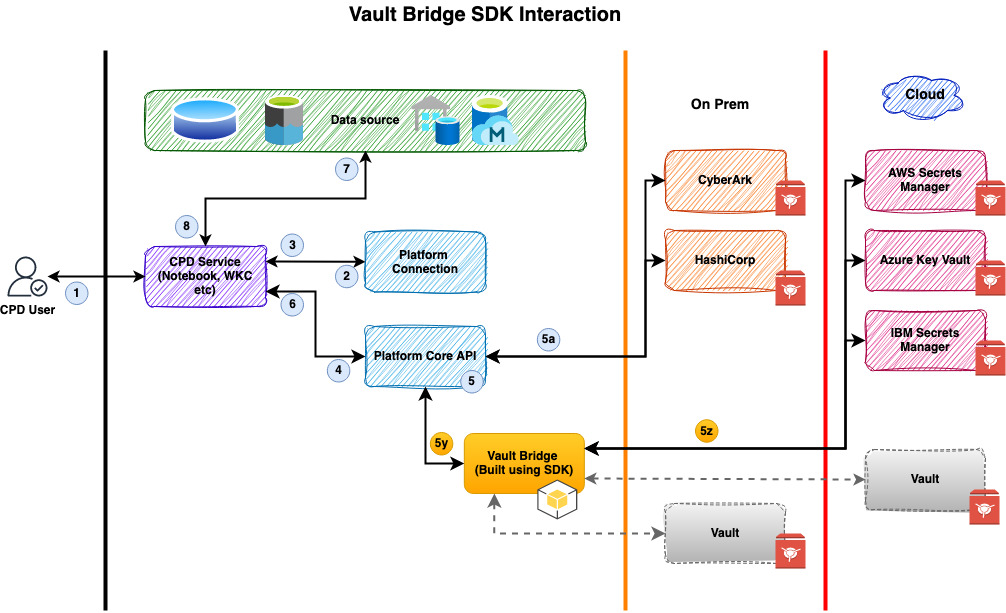 Vault Bridge SDK Interaction
On Prem
Cloud
Data source
M
7
8
CyberArk
AWS Secrets
Manager
3
2
CPD Service
(Notebook, WKC
etc)
Platform
Connection
HashiCorp
Azure Key Vault
1
CPD User
6
4
Platform Core API
5
5a
IBM Secrets
Manager
5y
5z
Vault Bridge
(Built using SDK)
Vault
Vault